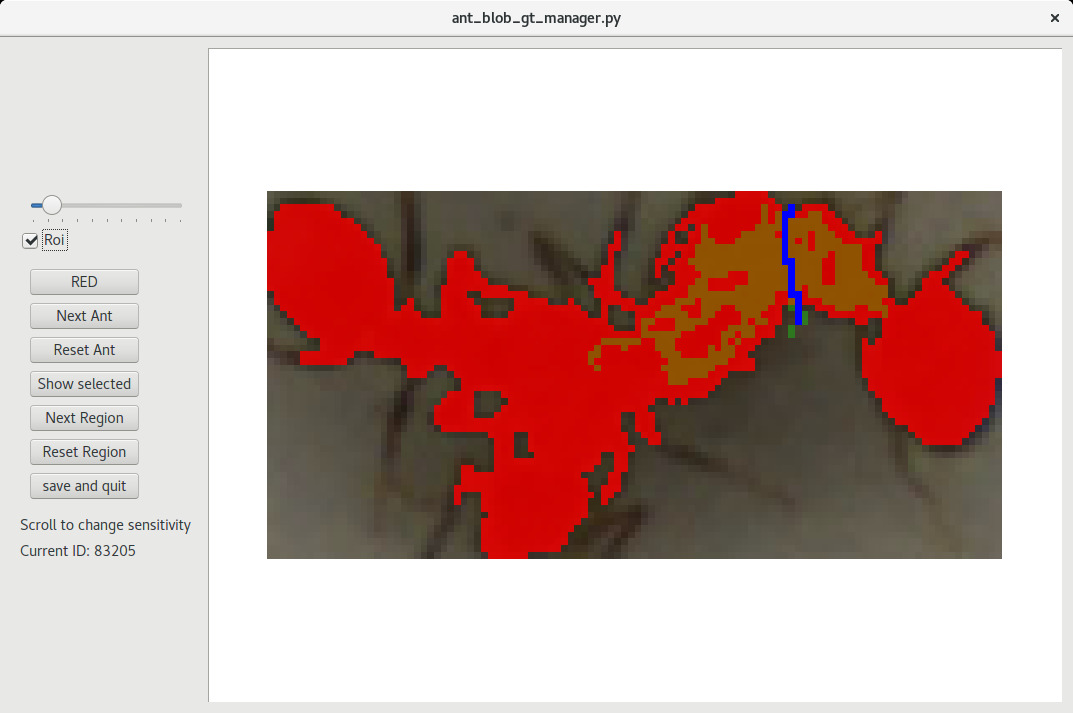 ant_blob_gt_manager.py
Roi
RED
Next Ant
Reset Ant
Show selected
Next Region
Reset Region
save and quit
Scroll to change sensitivity
Current ID: 83205